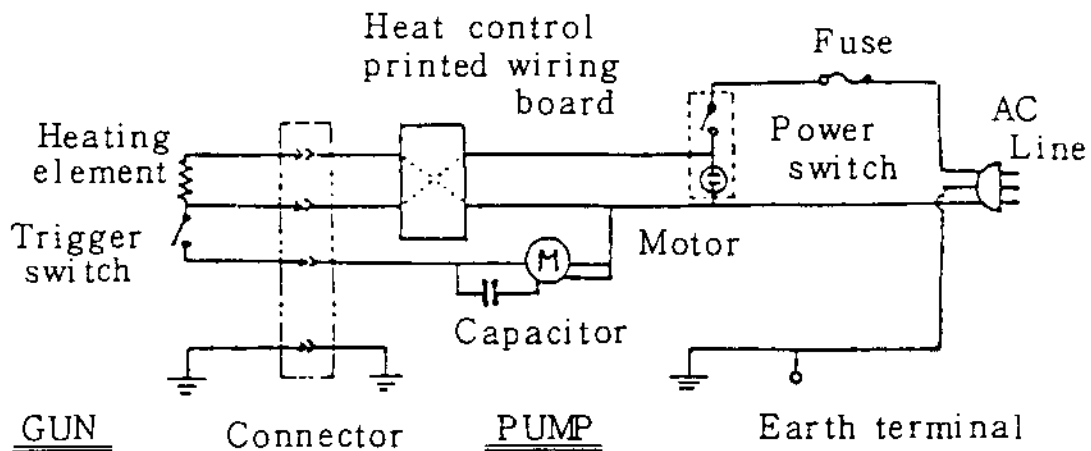 Heat control
printed wiring
board
Fuse
AC
Line
Heating
element
Power
switch
Trigger
switch
M
Motor
Capacitor
GUN
Connector
PUMP
Earth terminal